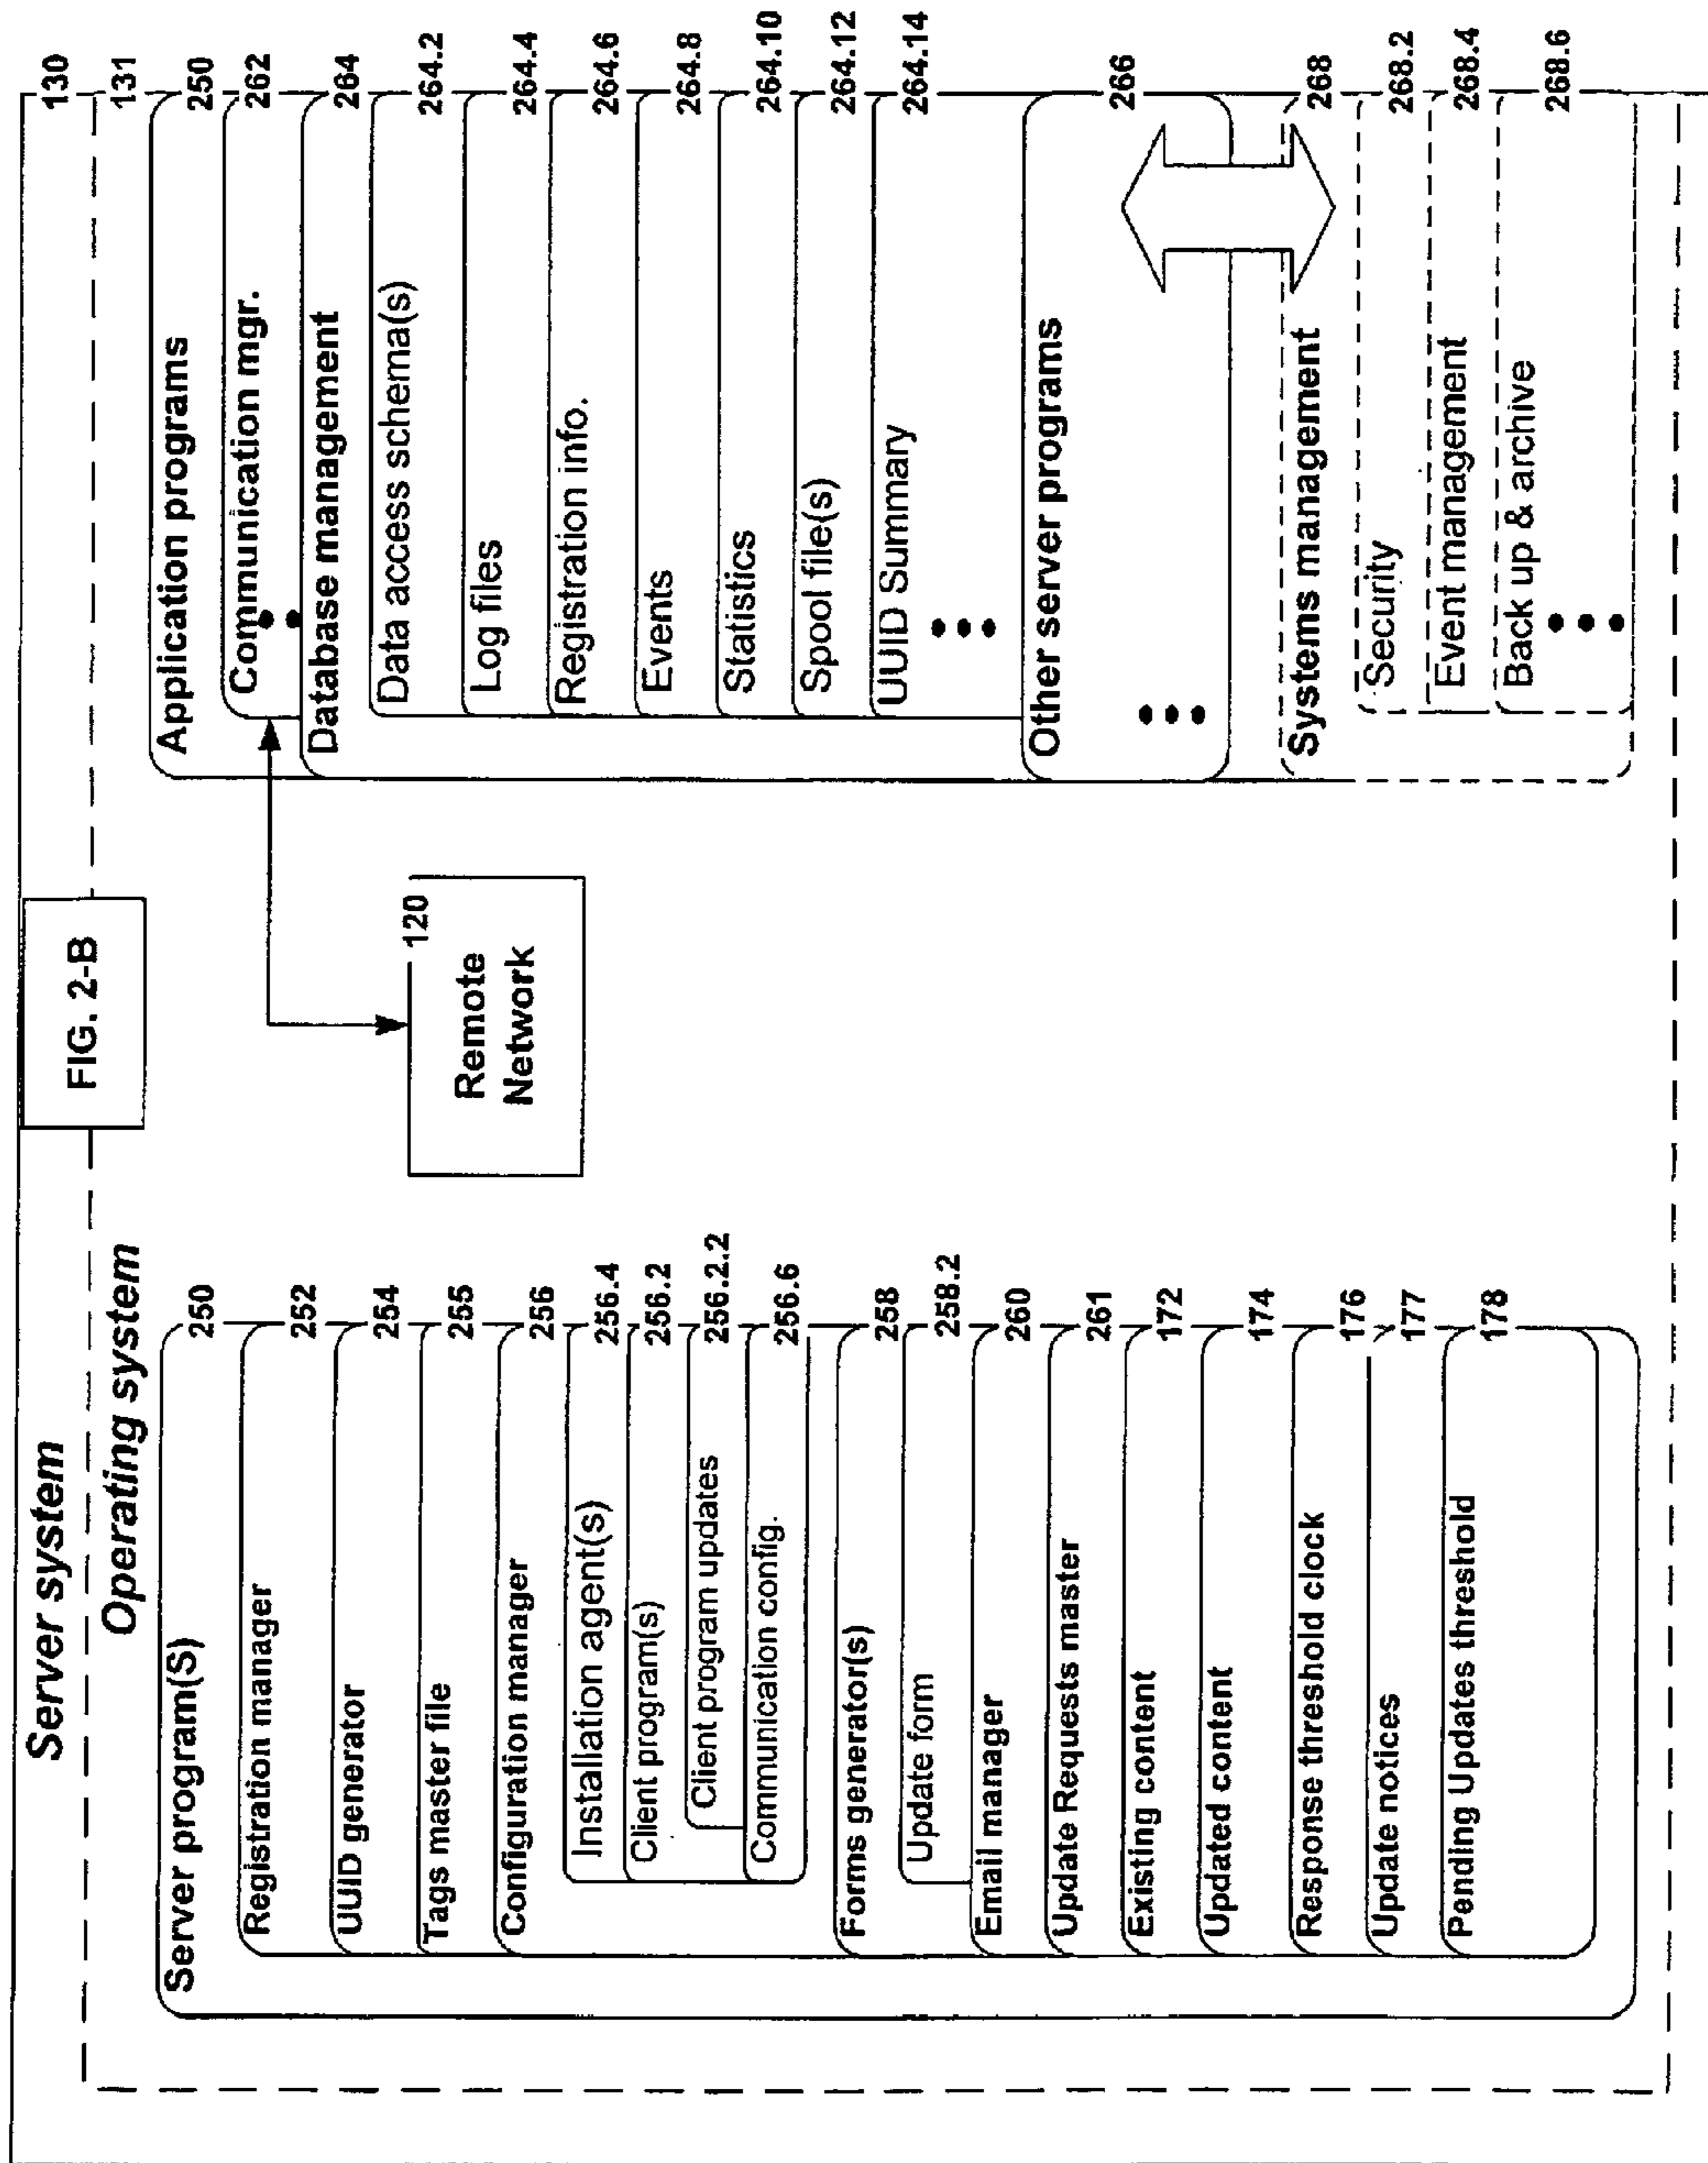 FIG. 2-B
Server system 130
Operating system 131
Server program(S) 250
Registration manager 252
UUID generator 254
Tags master file 255
Configuration manager 256
Installation agent(s) 256.4
Client program(s) 256.2
Client program updates 256.2.2
Communication config. 256.6
Forms generator(s) 258
Update form 258.2
Email manager 260
Update Requests master 261
Existing content 172
Updated content 174
Response threshold clock 176
Update notices 177
Pending Updates threshold 178
120
Remote
Network
Application programs 250
Communication mgr. 262
Database management 264
Data access schema(s) 264.2
Log files 264.4
Registration info. 264.6
Events 264.8
Statistics 264.10
Spool file(s) 264.12
UUID Summary 264.14
Other server programs 266
Systems management 268
Security 268.2
Event management 268.4
Back up & archive 268.6